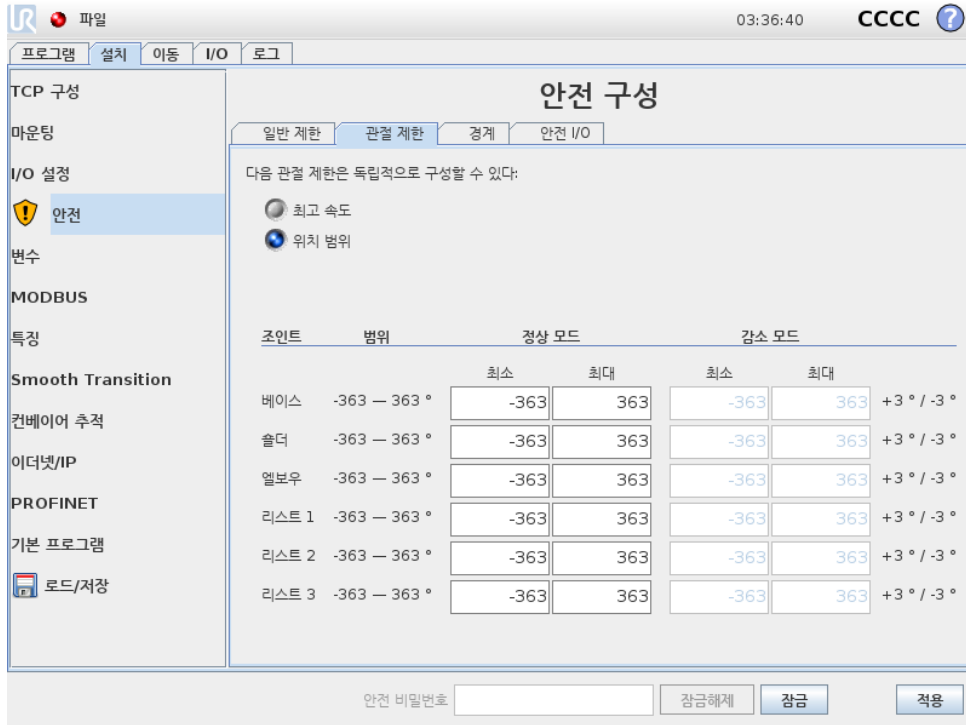 UR 파일 03:36:40 CCCC ?
프로그램 설치 이동 I/O 로그
TCP 구성
마운팅
I/O 설정
안전
변수
MODBUS
특징
Smooth Transition
컨베이어 추적
이더넷/IP
PROFINET
기본 프로그램
로드/저장
안전 구성
일반 제한 관절 제한 경계 안전 I/O
다음 관절 제한은 독립적으로 구성할 수 있다:
최고 속도
위치 범위
조인트 범위 정상 모드 감소 모드
최소 최대 최소 최대
베이스 -363 — 363 ° -363 363 -363 363 +3 ° / -3 °
숄더 -363 — 363 ° -363 363 -363 363 +3 ° / -3 °
엘보우 -363 — 363 ° -363 363 -363 363 +3 ° / -3 °
리스트 1 -363 — 363 ° -363 363 -363 363 +3 ° / -3 °
리스트 2 -363 — 363 ° -363 363 -363 363 +3 ° / -3 °
리스트 3 -363 — 363 ° -363 363 -363 363 +3 ° / -3 °
안전 비밀번호 잠금해제 잠금 적용